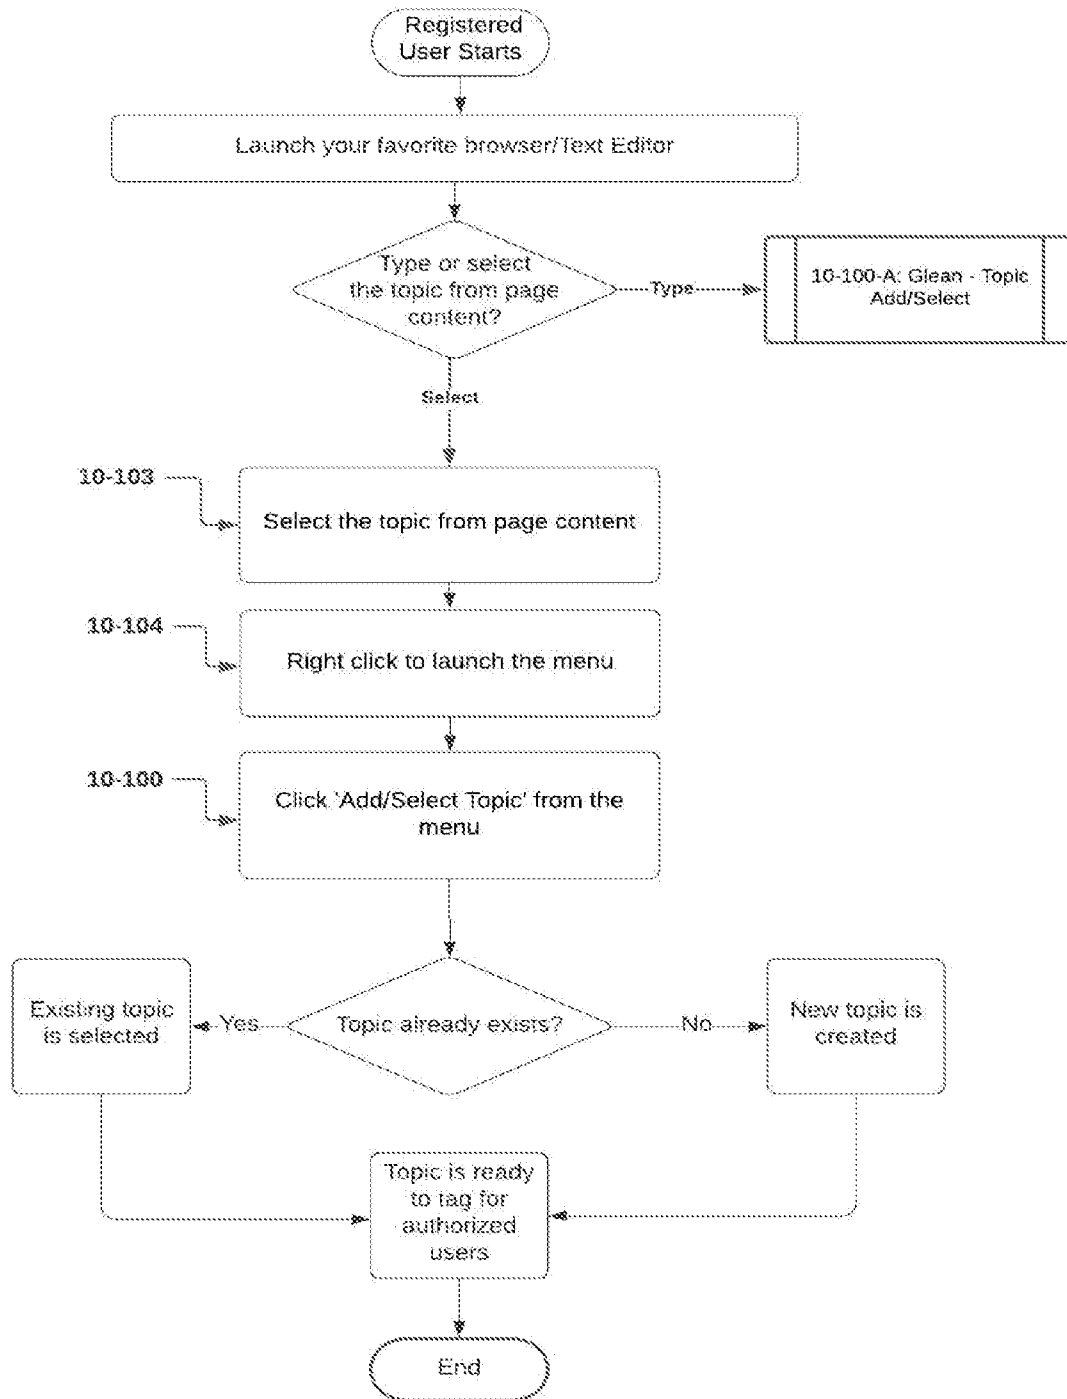 Registered
User Starts
Launch your favorite browser/Text Editor
Type or select
the topic from page
content?
Type
10-100-A: Glean - Topic
Add/Select
Select
10-103
Select the topic from page content
10-104
Right click to launch the menu
10-100
Click 'Add/Select Topic' from the
menu
Existing topic
is selected
Yes
Topic already exists?
No
New topic is
created
Topic is ready
to tag for
authorized
users
End